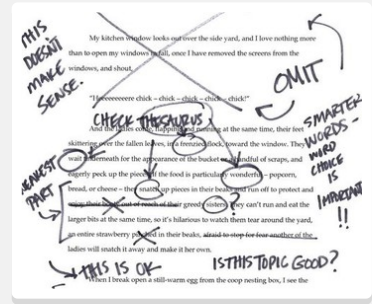 THIS
DOESN'T
MAKE
SENSE.
My kitchen window looks out over the side yard, and I love nothing more
than to open my windows in fall, once I have removed the screens from the
windows, and shout,
OMIT
chick – chick – chick – chick – chick!"
CHECK THESAURUS
And the ladies come, flapping and running at the same time, their feet
skittering over the fallen leaves, in a frenzied flock, toward the window. They
wait underneath for the appearance of the bucket or handful of scraps, and
eagerly peck up the pieces. If the food is particularly wonderful – popcorn,
bread, or cheese – they snatch up pieces in their beaks and run off to protect and
enjoy their booty out of reach of their greedy sisters. They can't run and eat the
larger bits at the same time, so it's hilarious to watch them tear around the yard,
an entire strawberry in their beaks, afraid to stop for fear another of the
ladies will snatch it away and make it her own.
SMARTER
WORDS –
WORD
CHOICE
IS
IMPORTANT
!!
WEAKEST
PART
THIS IS OK
IS THIS TOPIC GOOD?
When I break open a still-warm egg from the coop nesting box, I see the